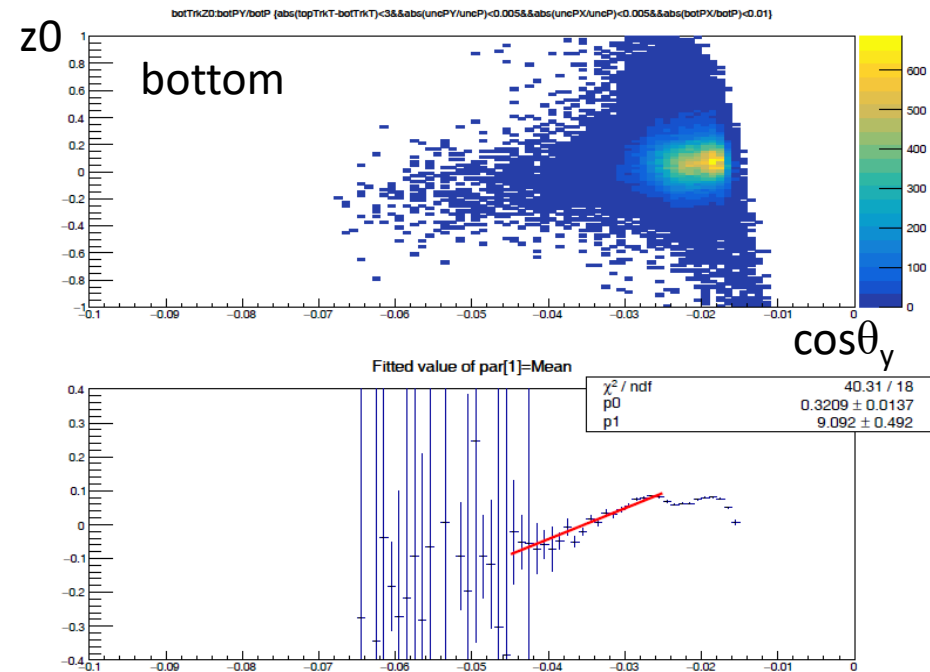 botTrkZ0:botPY/botP {abs(topTrkT-botTrkT)<3&&abs(uncPY/uncP)<0.005&&abs(uncPX/uncP)<0.005&&abs(botPX/botP)<0.01}
z0
bottom
1
0.8
0.6
0.4
0.2
0
−0.2
−0.4
−0.6
−0.8
−1
−0.1 −0.09 −0.08 −0.07 −0.06 −0.05 −0.04 −0.03 −0.02 −0.01 0
600
500
400
300
200
100
0
cosθy
Fitted value of par[1]=Mean
χ² / ndf 40.31 / 18
p0 0.3209 ± 0.0137
p1 9.092 ± 0.492
0.4
0.3
0.2
0.1
0
−0.1
−0.2
−0.3
−0.4
−0.1 −0.09 −0.08 −0.07 −0.06 −0.05 −0.04 −0.03 −0.02 −0.01 0